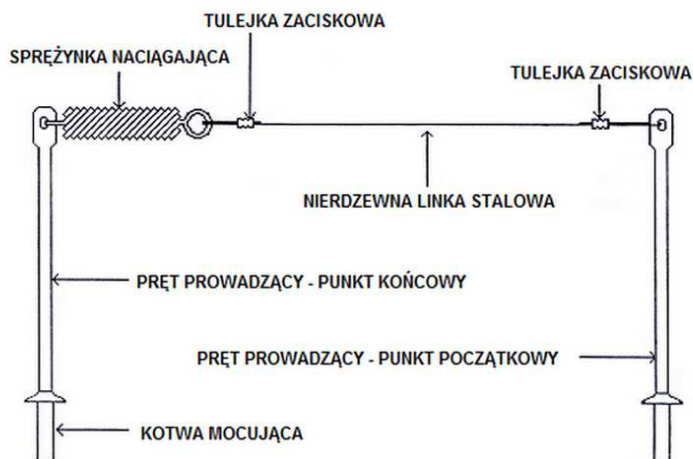 TULEJKA ZACISKOWA
SPRĘŻYNKA NACIĄGAJĄCA
TULEJKA ZACISKOWA
NIERDZEWNA LINKA STALOWA
PRĘT PROWADZĄCY - PUNKT KOŃCOWY
PRĘT PROWADZĄCY - PUNKT POCZĄTKOWY
KOTWA MOCUJĄCA